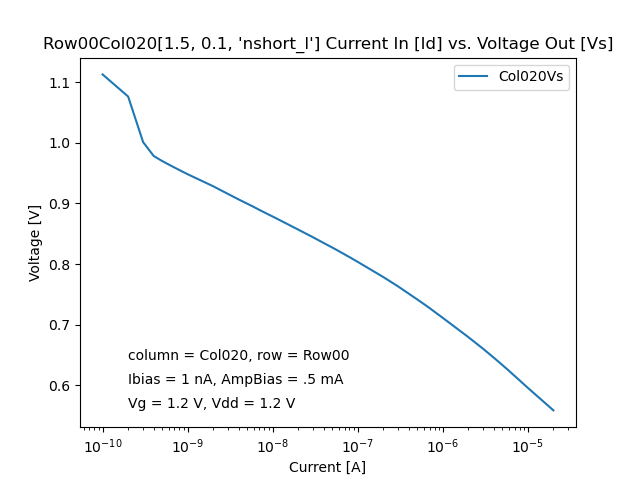 Row00Col020[1.5, 0.1, 'nshort_l'] Current In [Id] vs. Voltage Out [Vs]
Col020Vs
1.1
1.0
0.9
0.8
0.7
0.6
Voltage [V]
column = Col020, row = Row00
Ibias = 1 nA, AmpBias = .5 mA
Vg = 1.2 V, Vdd = 1.2 V
10⁻¹⁰ 10⁻⁹ 10⁻⁸ 10⁻⁷ 10⁻⁶ 10⁻⁵
Current [A]